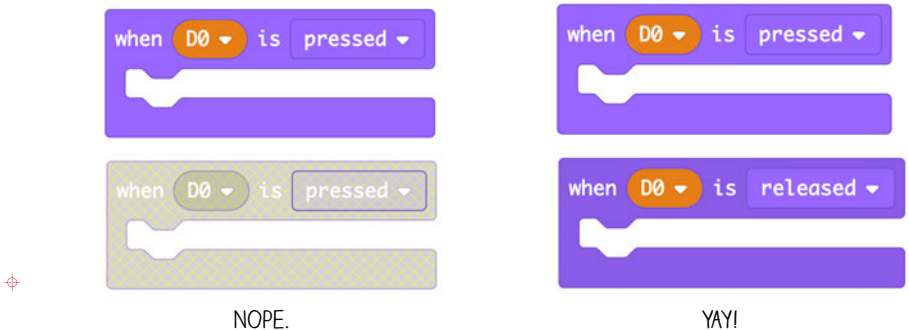 when D0 is pressed
when D0 is pressed
when D0 is pressed
when D0 is released
NOPE.
YAY!